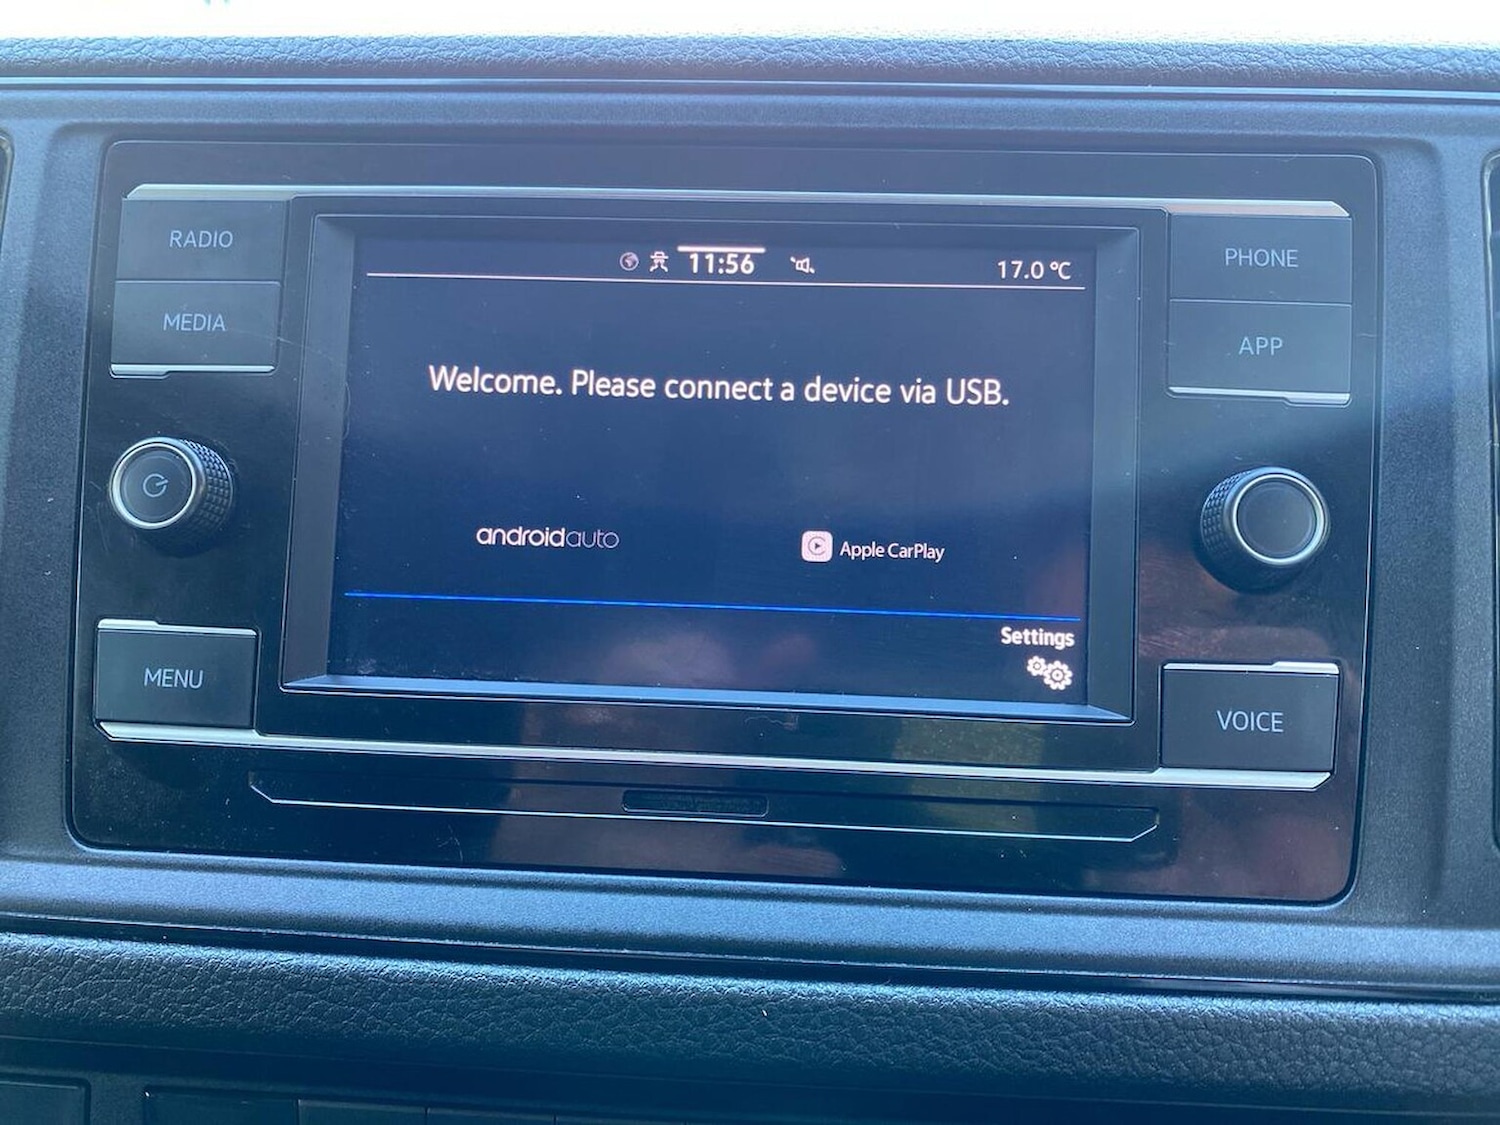 RADIO
MEDIA
MENU
11:56
17.0 °C
Welcome. Please connect a device via USB.
androidauto
Apple CarPlay
Settings
PHONE
APP
VOICE